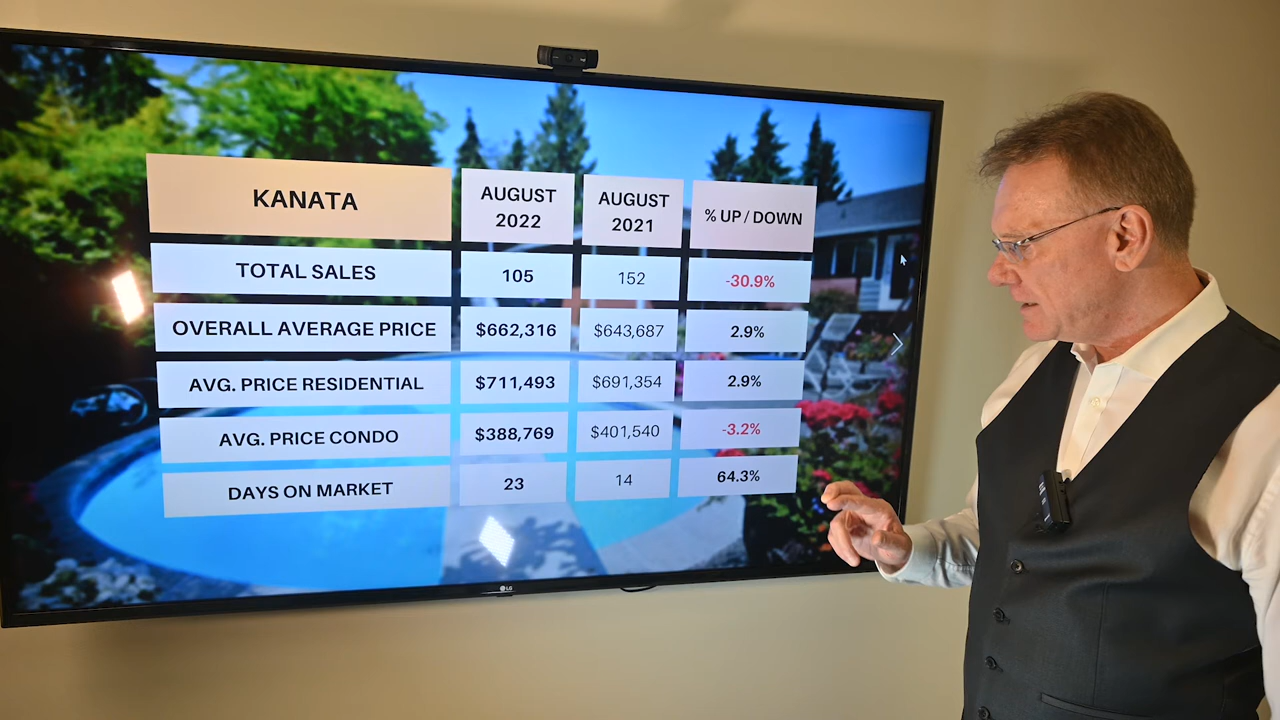 KANATA
AUGUST 2022
AUGUST 2021
% UP / DOWN
TOTAL SALES 105 152 -30.9%
OVERALL AVERAGE PRICE $662,316 $643,687 2.9%
AVG. PRICE RESIDENTIAL $711,493 $691,354 2.9%
AVG. PRICE CONDO $388,769 $401,540 -3.2%
DAYS ON MARKET 23 14 64.3%
LG